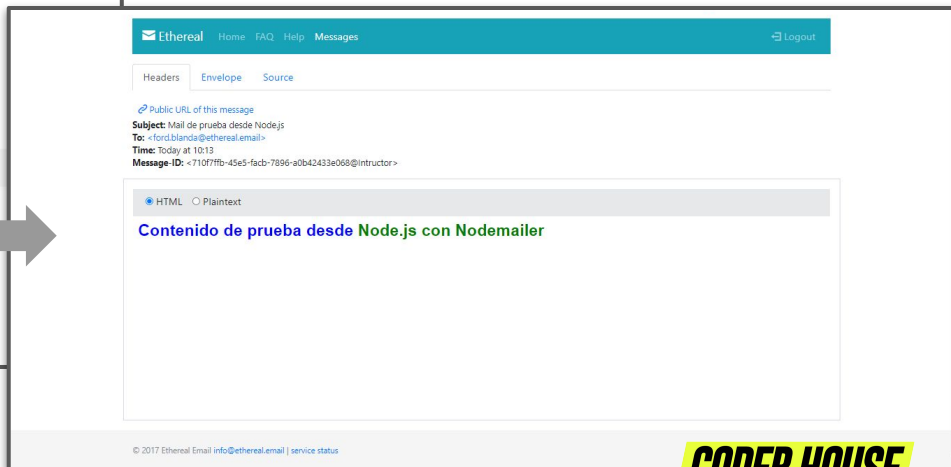 Ethereal Home FAQ Help Messages Logout
Headers Envelope Source
Public URL of this message
Subject: Mail de prueba desde Node.js
To: <ford.blanda@ethereal.email>
Time: Today at 10:13
Message-ID: <710f7ffb-45e5-facb-7896-a0b42433e068@Intructor>
HTML Plaintext
Contenido de prueba desde Node.js con Nodemailer
© 2017 Ethereal Email info@ethereal.email | service status
CODER HOUSE